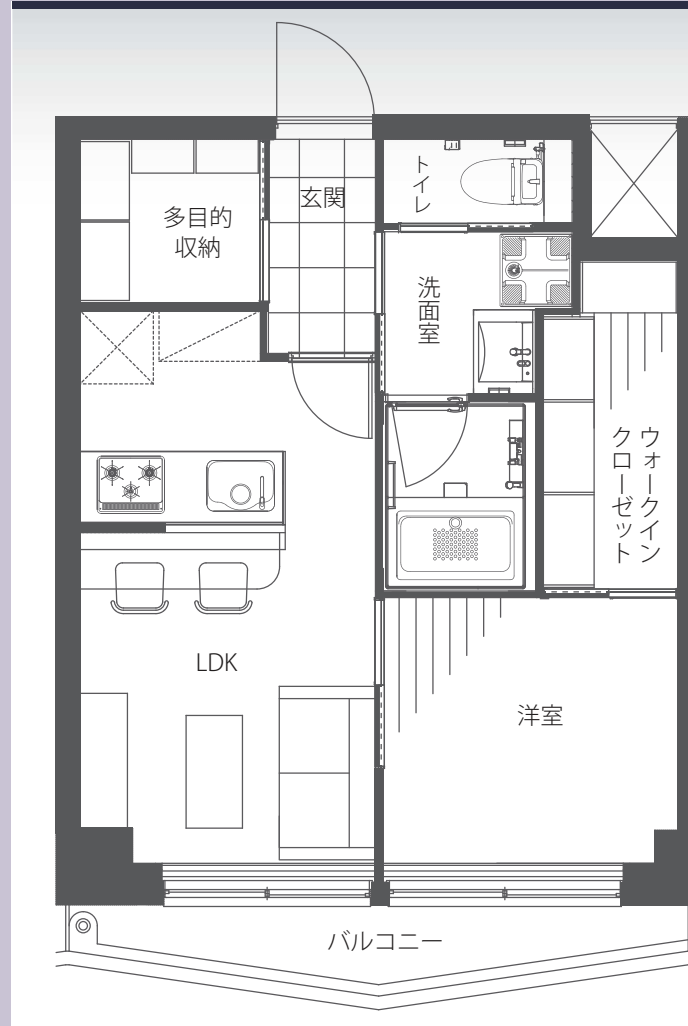 玄関
トイレ
多目的
収納
洗面室
ウォークイン
クローゼット
LDK
洋室
バルコニー